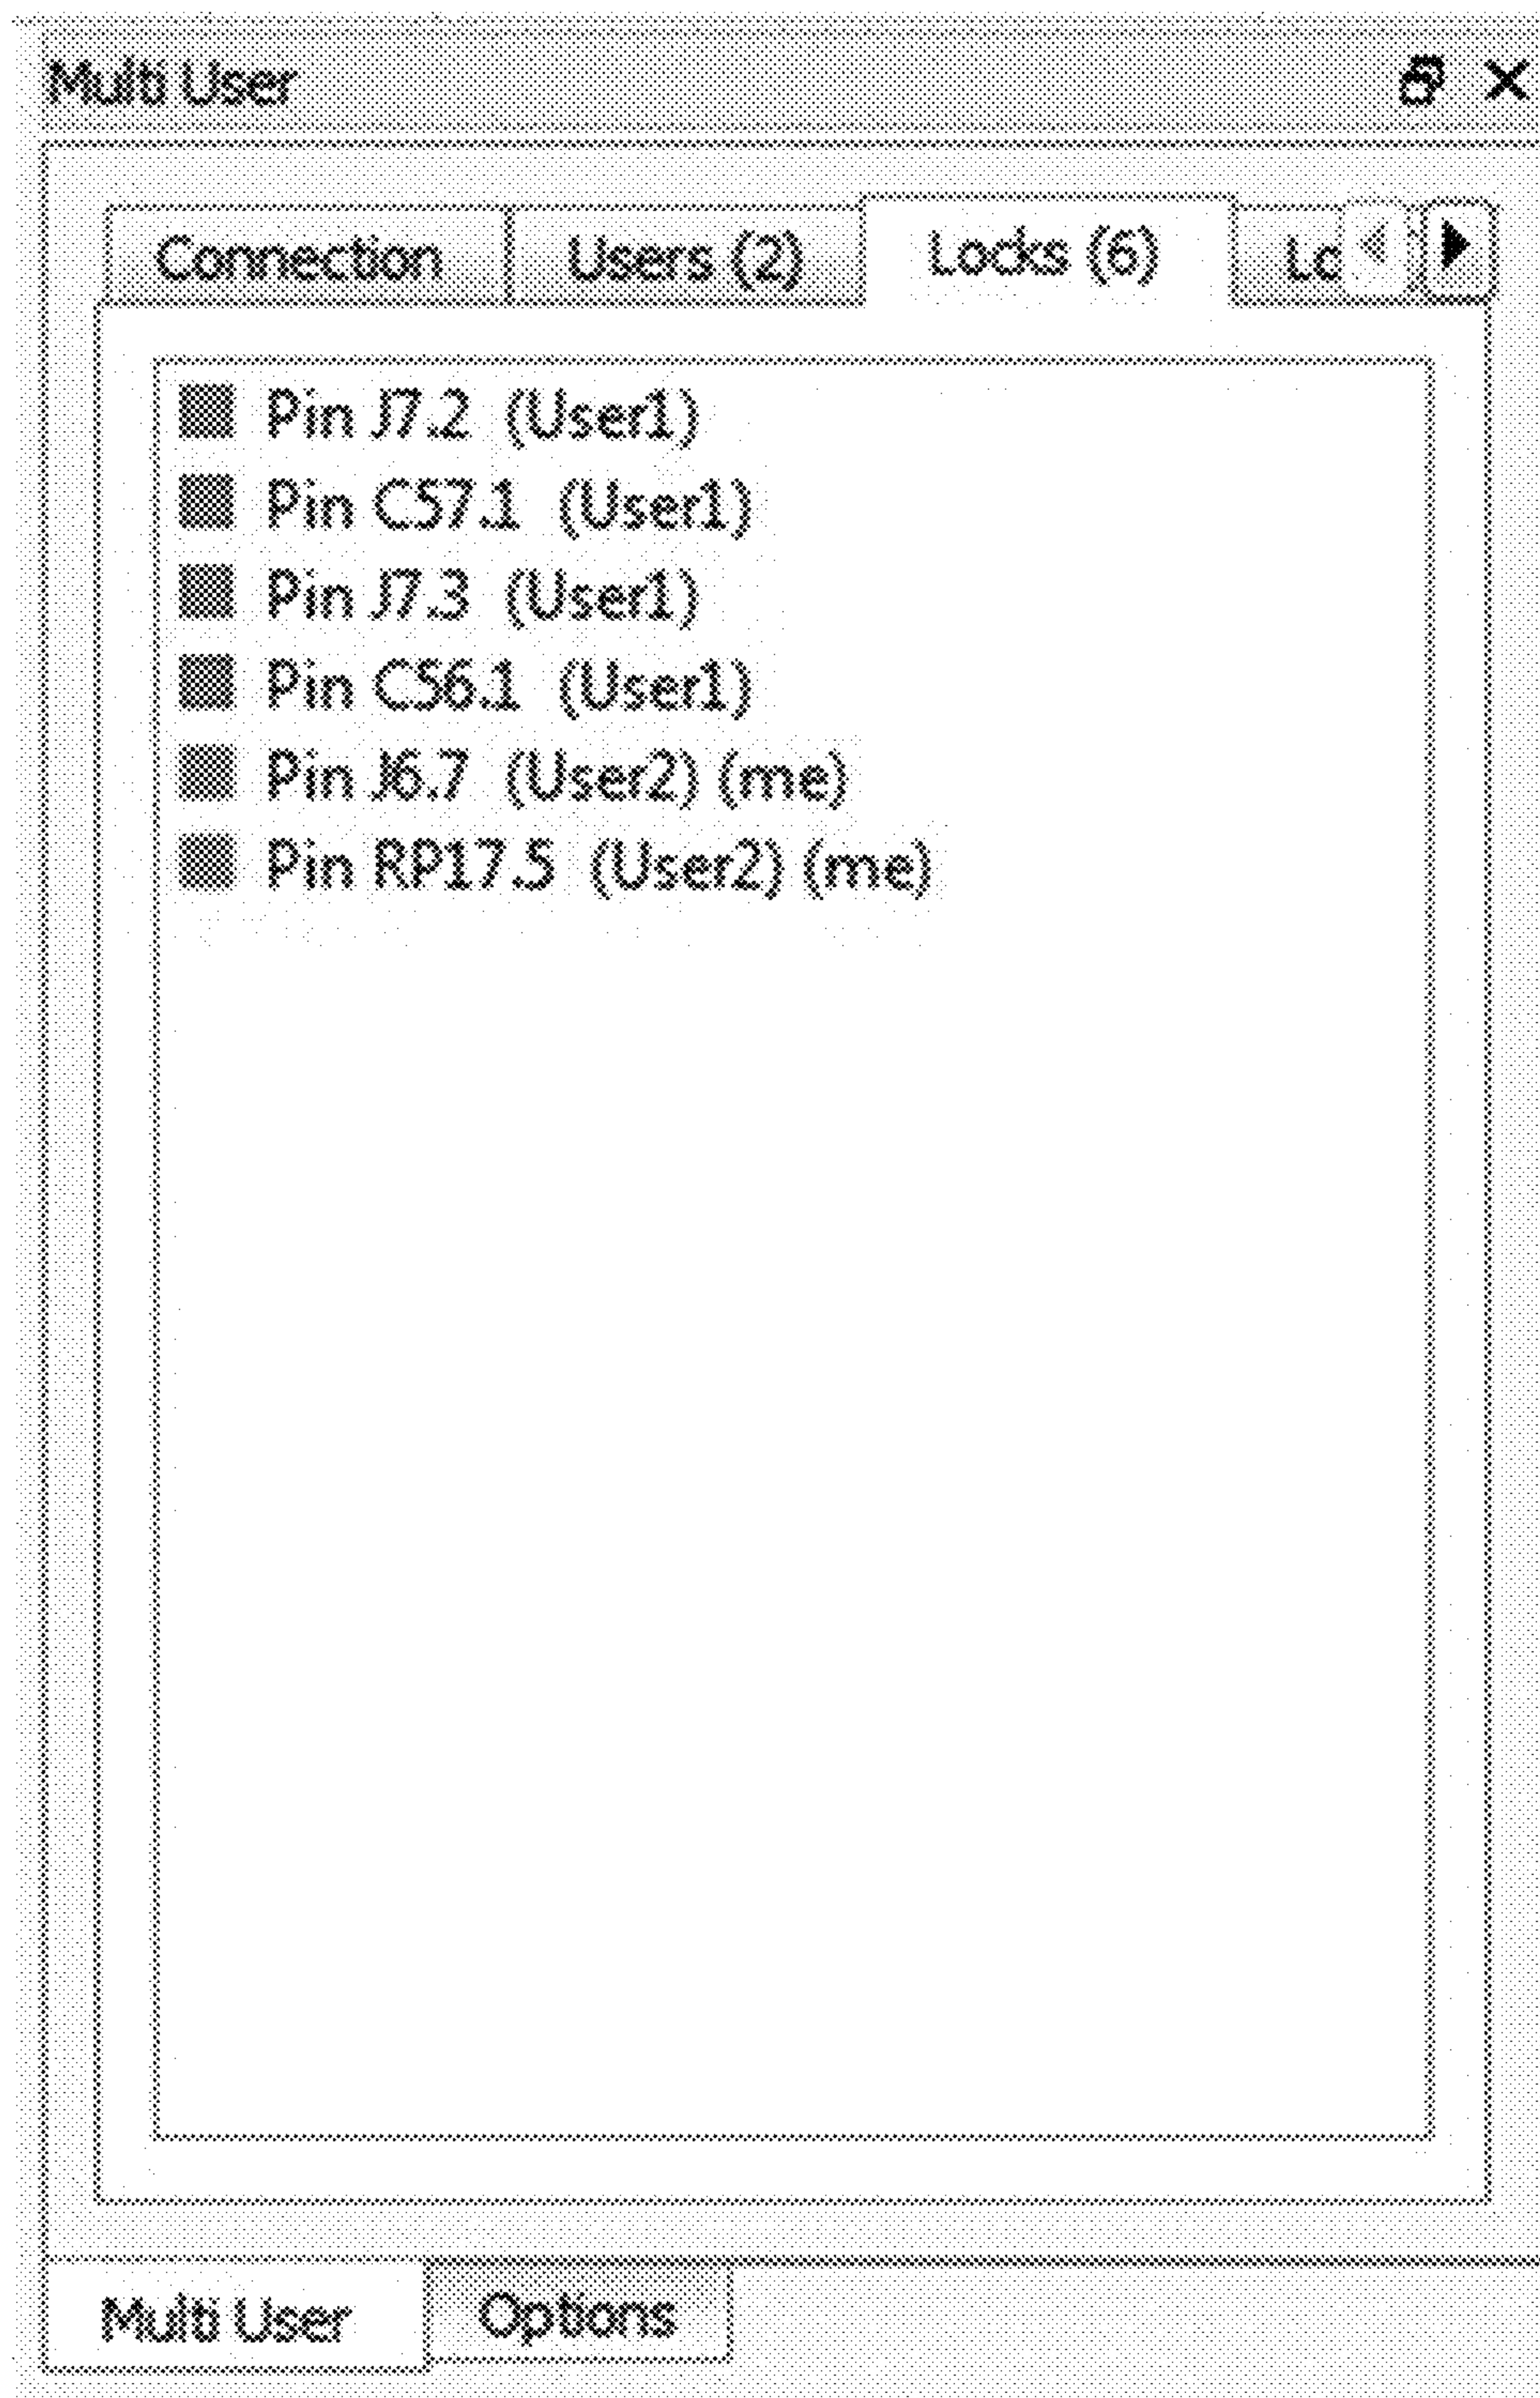 Multi User
Connection Users (2) Locks (6) Lo
Pin J7.2 (User1)
Pin C57.1 (User1)
Pin J7.3 (User1)
Pin C56.1 (User1)
Pin J6.7 (User2) (me)
Pin RP17.5 (User2) (me)
Multi User Options